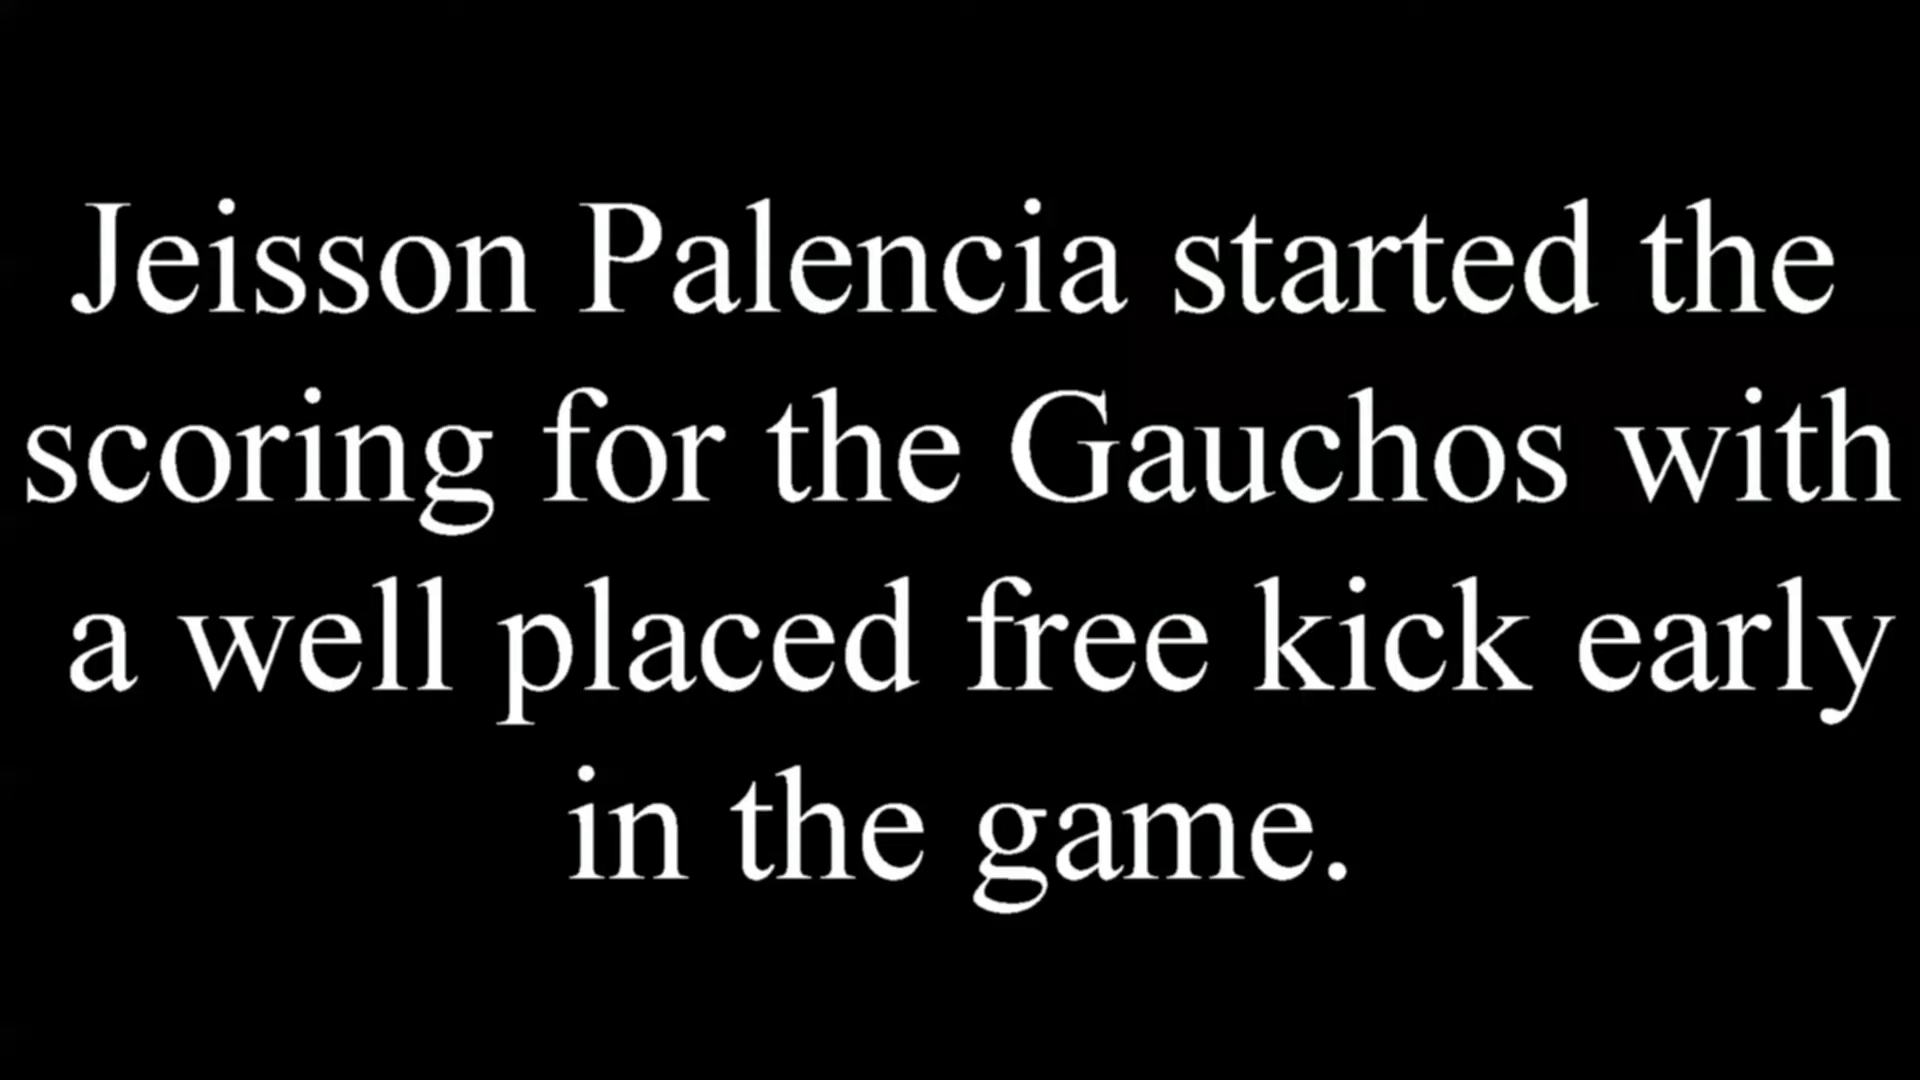 Jeisson Palencia started the
scoring for the Gauchos with
a well placed free kick early
in the game.